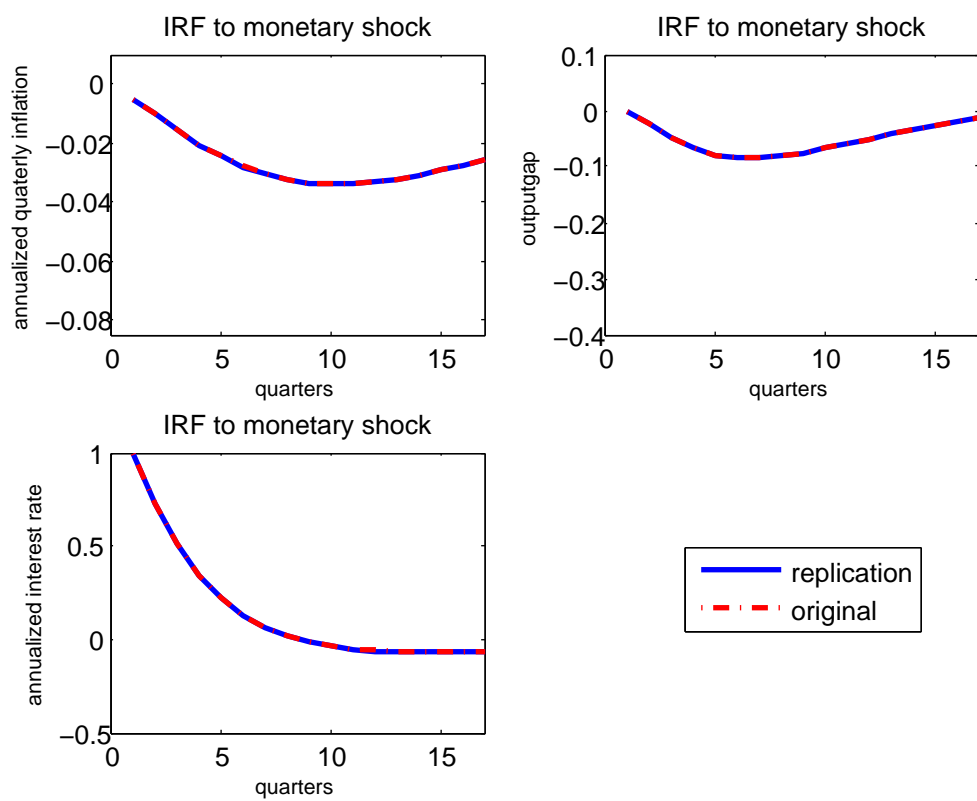 IRF to monetary shock
annualized quaterly inflation
0
−0.02
−0.04
−0.06
−0.08
0 5 10 15
quarters
IRF to monetary shock
outputgap
0.1
0
−0.1
−0.2
−0.3
−0.4
0 5 10 15
quarters
IRF to monetary shock
annualized interest rate
1
0.5
0
−0.5
0 5 10 15
quarters
replication
original